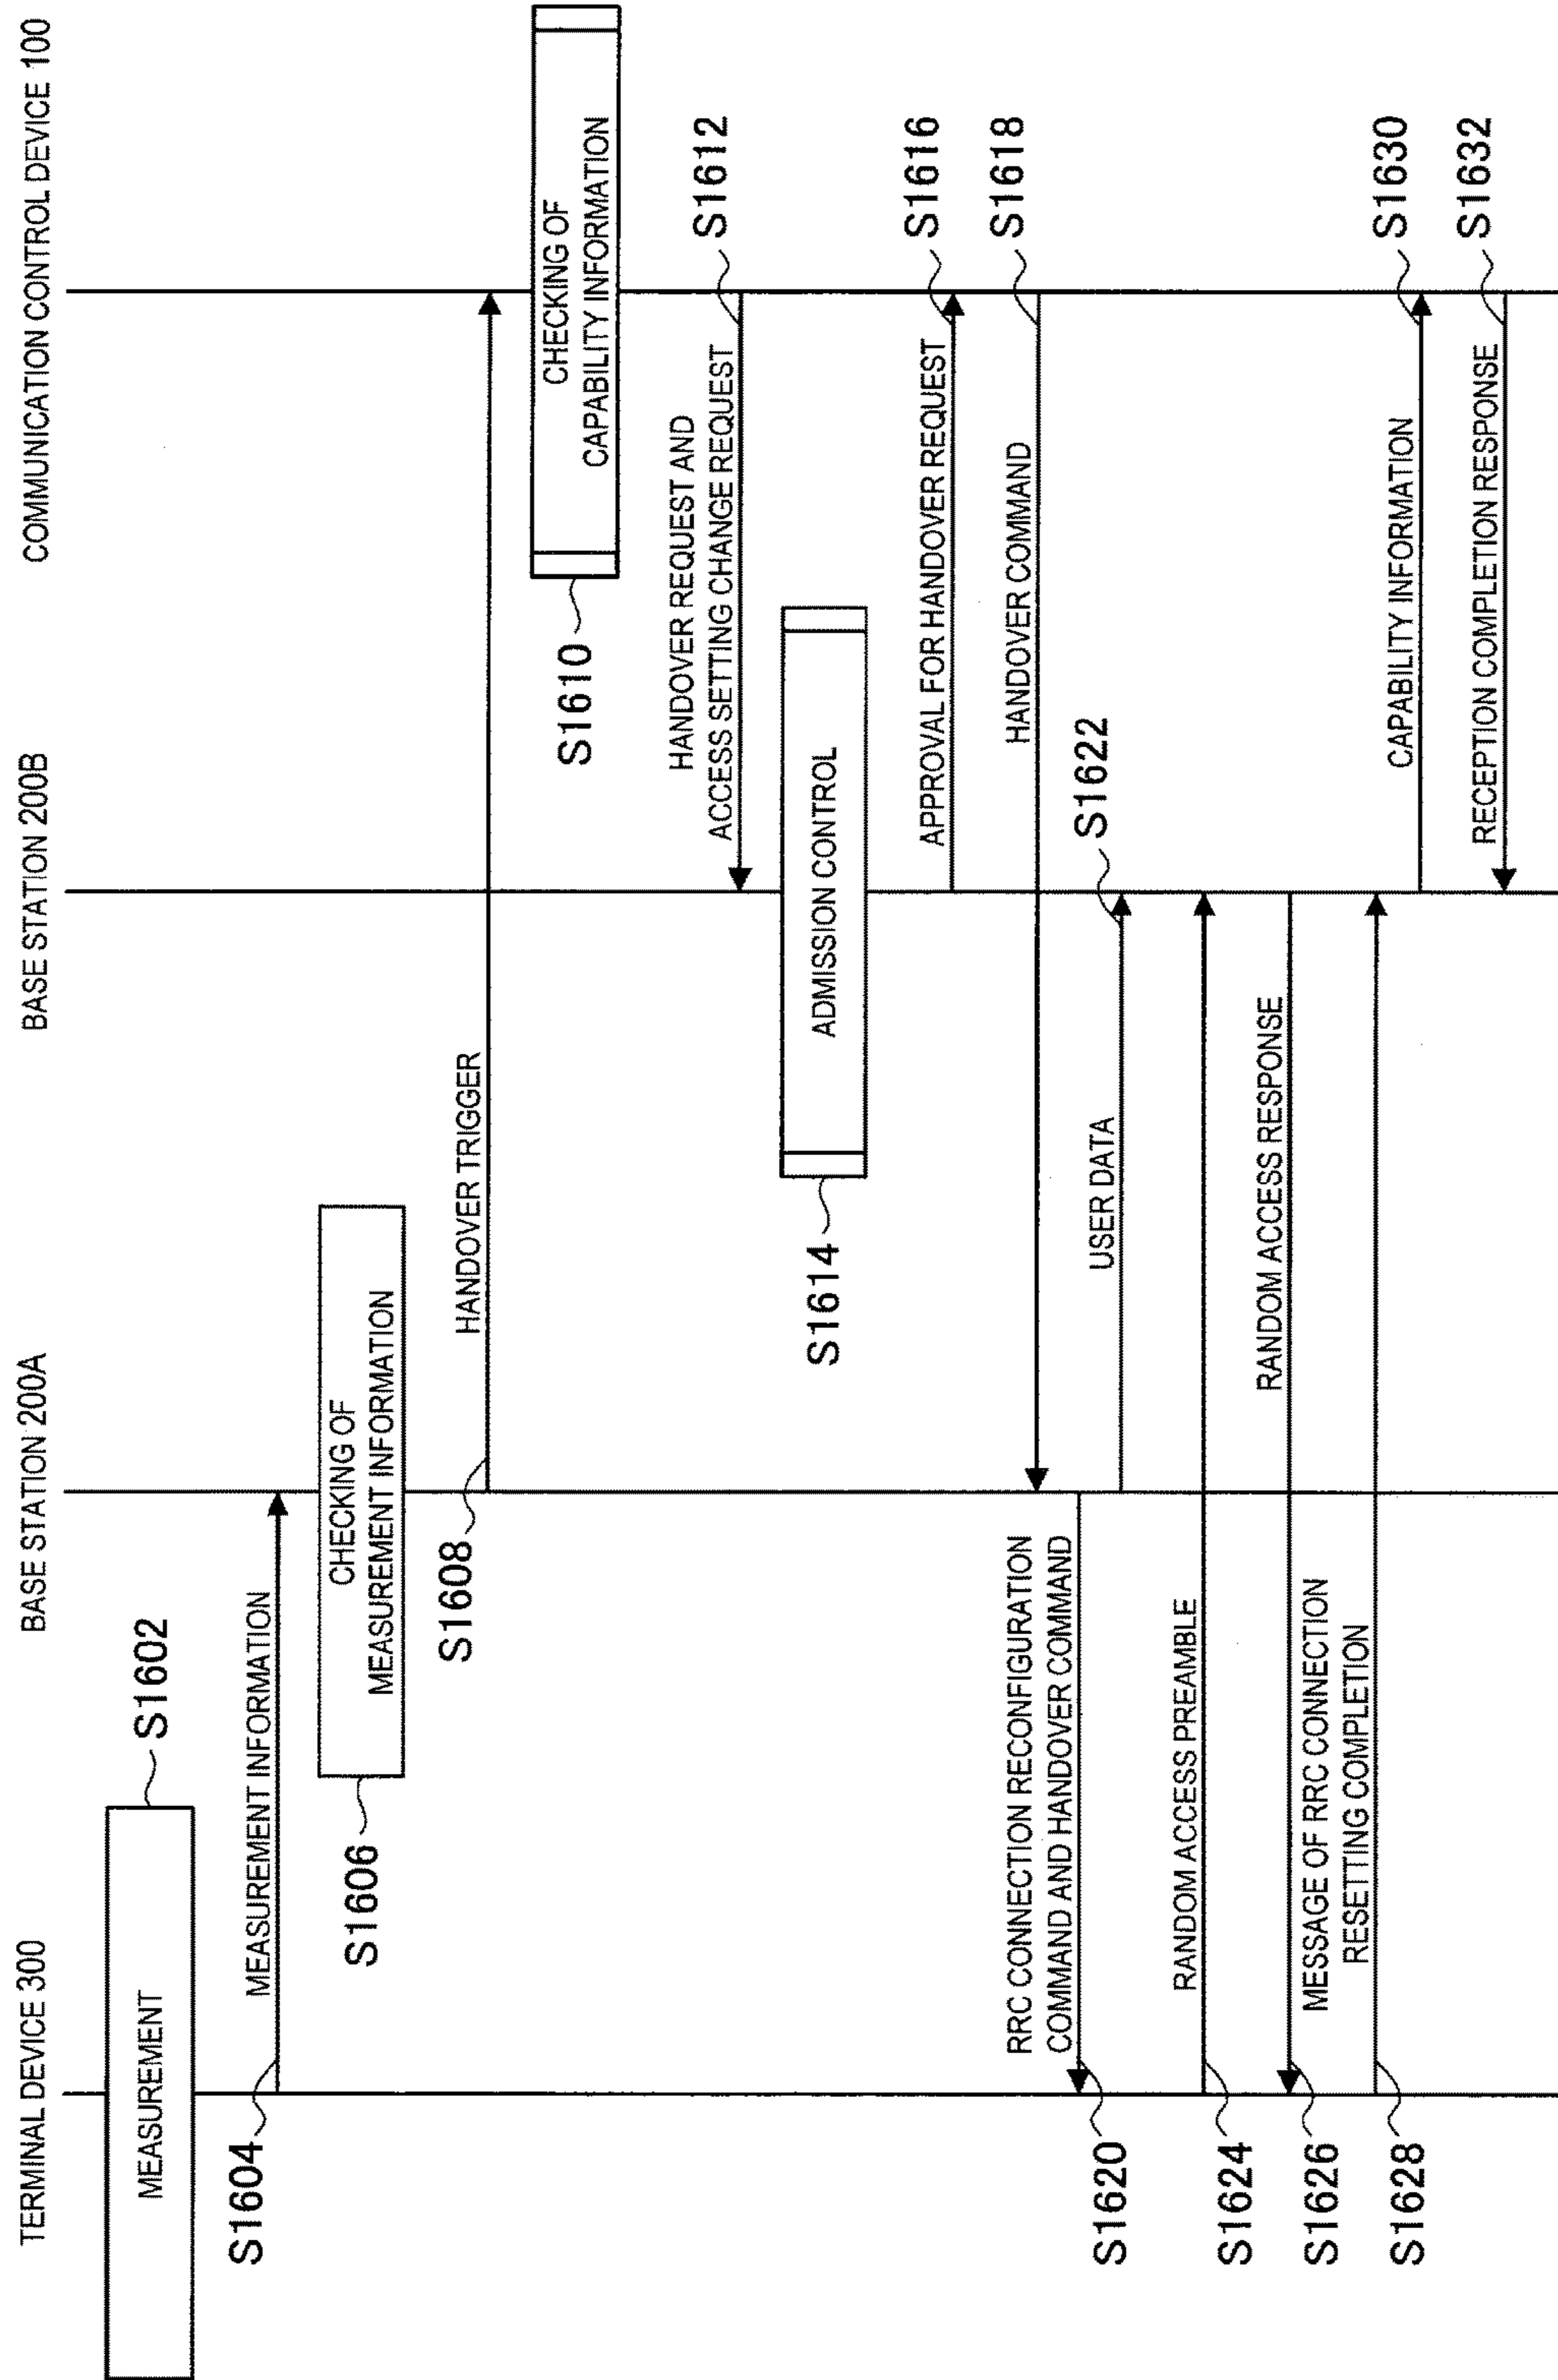 TERMINAL DEVICE 300
BASE STATION 200A
BASE STATION 200B
COMMUNICATION CONTROL DEVICE 100
MEASUREMENT
S1602
MEASUREMENT INFORMATION
S1604
CHECKING OF
MEASUREMENT INFORMATION
S1606
HANDOVER TRIGGER
S1608
CHECKING OF
CAPABILITY INFORMATION
S1610
HANDOVER REQUEST AND
ACCESS SETTING CHANGE REQUEST
S1612
ADMISSION CONTROL
S1614
APPROVAL FOR HANDOVER REQUEST
S1616
HANDOVER COMMAND
S1618
RRC CONNECTION RECONFIGURATION
COMMAND AND HANDOVER COMMAND
S1620
USER DATA
S1622
RANDOM ACCESS PREAMBLE
S1624
RANDOM ACCESS RESPONSE
S1626
MESSAGE OF RRC CONNECTION
RESETTING COMPLETION
S1628
CAPABILITY INFORMATION
S1630
RECEPTION COMPLETION RESPONSE
S1632